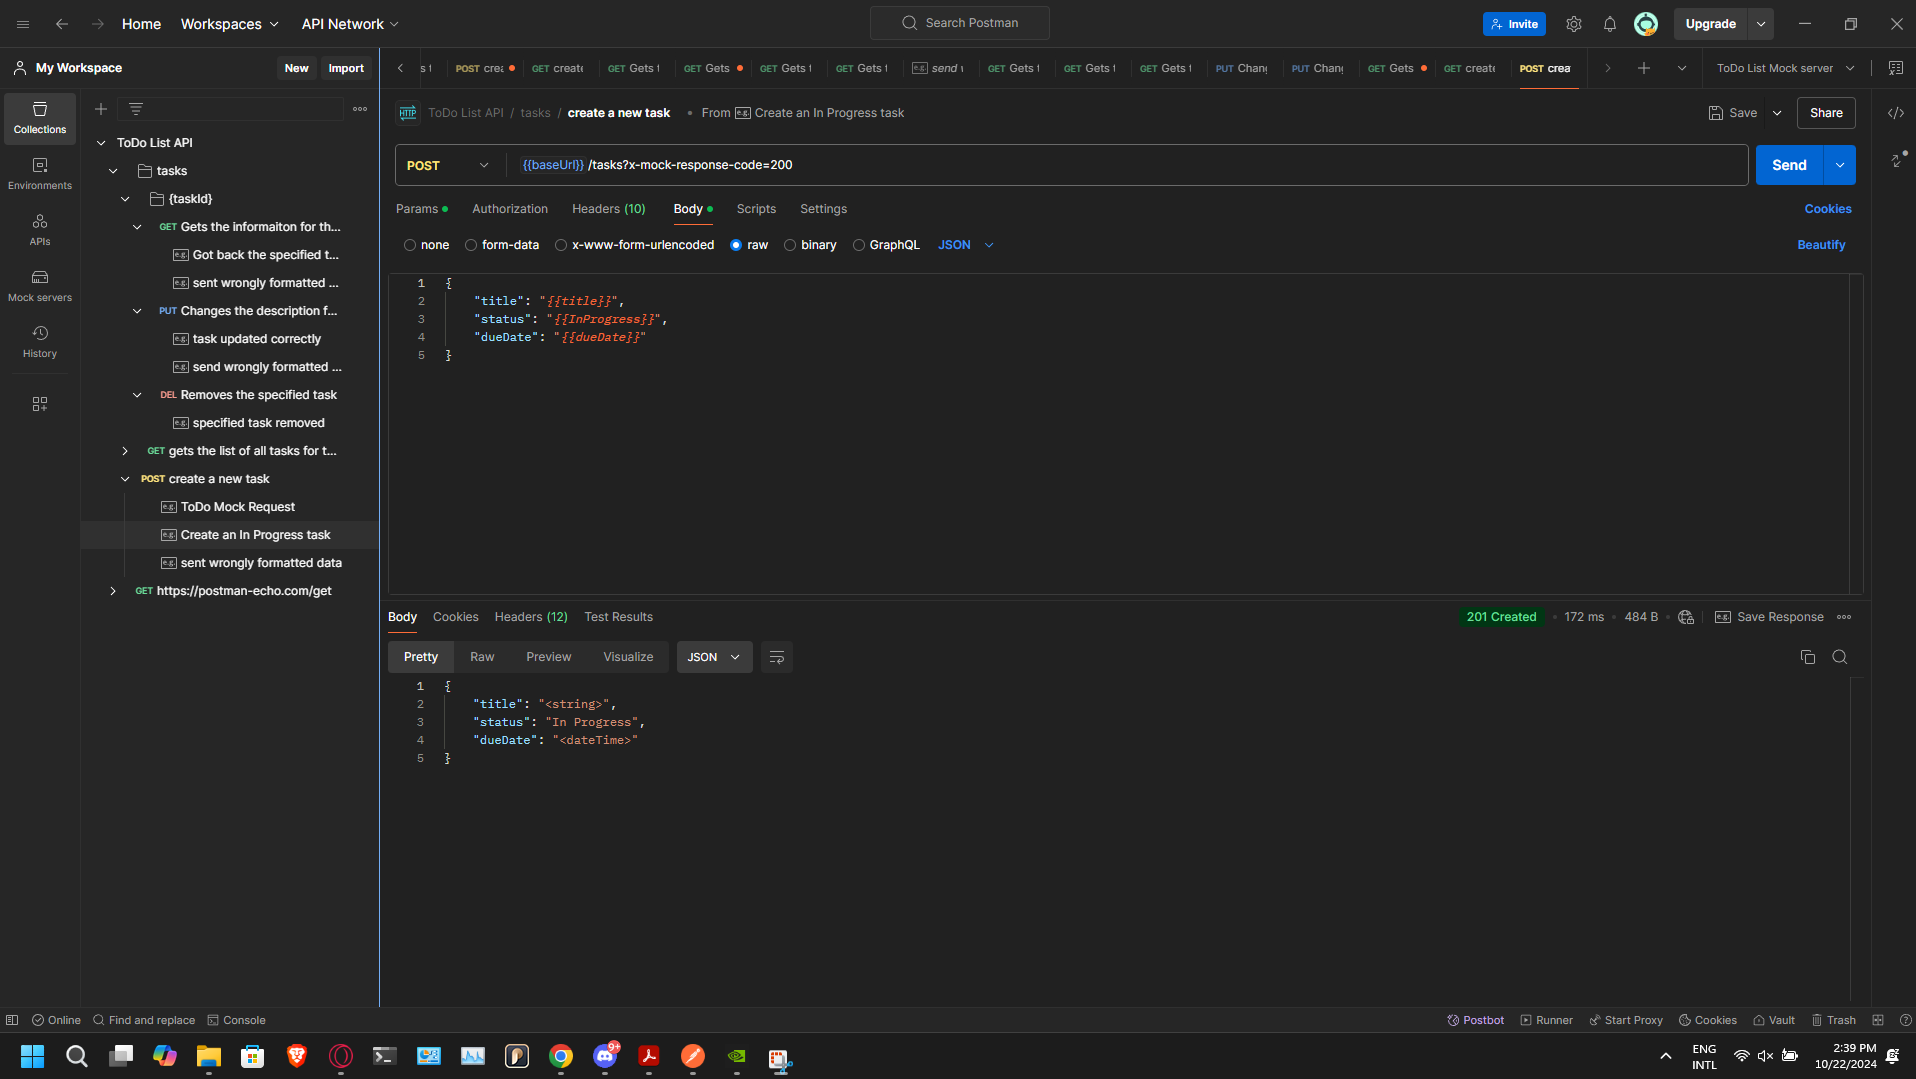 Home Workspaces API Network Search Postman Invite Upgrade
My Workspace New Import
s t POST crea GET create GET Gets t GET Gets GET Gets t GET Gets t e.g. send GET Gets t GET Gets t GET Gets t PUT Chang PUT Chang GET Gets GET create POST crea ToDo List Mock server
Collections
Environments
APIs
Mock servers
History
ToDo List API
tasks
{taskId}
GET Gets the informaiton for th...
e.g. Got back the specified t...
e.g. sent wrongly formatted ...
PUT Changes the description f...
e.g. task updated correctly
e.g. send wrongly formatted ...
DEL Removes the specified task
e.g. specified task removed
GET gets the list of all tasks for t...
POST create a new task
e.g. ToDo Mock Request
e.g. Create an In Progress task
e.g. sent wrongly formatted data
GET https://postman-echo.com/get
HTTP ToDo List API / tasks / create a new task • From e.g. Create an In Progress task Save Share
POST {{baseUrl}} /tasks?x-mock-response-code=200 Send
Params Authorization Headers (10) Body Scripts Settings Cookies
none form-data x-www-form-urlencoded raw binary GraphQL JSON Beautify
1 {
2 "title": "{{title}}",
3 "status": "{{InProgress}}",
4 "dueDate": "{{dueDate}}"
5 }
Body Cookies Headers (12) Test Results 201 Created • 172 ms • 484 B e.g. Save Response
Pretty Raw Preview Visualize JSON
1 {
2 "title": "<string>",
3 "status": "In Progress",
4 "dueDate": "<dateTime>"
5 }
Online Find and replace Console Postbot Runner Start Proxy Cookies Vault Trash
9+
ENG
INTL
2:39 PM
10/22/2024